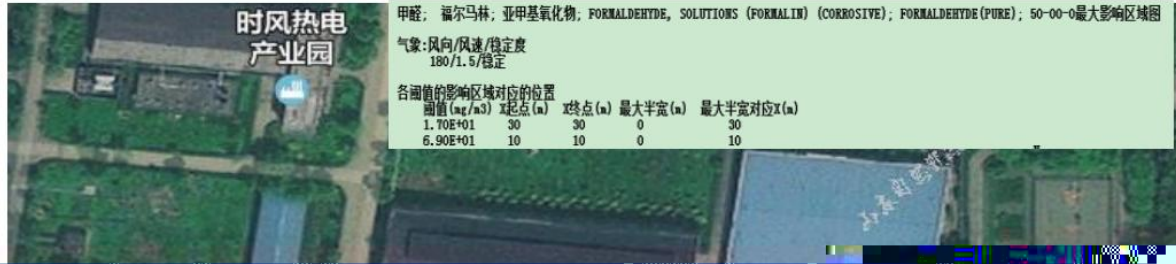 时风热电
产业园
甲醛; 福尔马林; 亚甲基氧化物; FORMALDEHYDE, SOLUTIONS (FORMALIN) (CORROSIVE); FORMALDEHYDE(PURE); 50-00-0最大影响区域图
气象:风向/风速/稳定度
180/1.5/稳定
各阈值的影响区域对应的位置
阈值(mg/m3) X起点(m) X终点(m) 最大半宽(m) 最大半宽对应X(m)
1.70E+01 30 30 0 30
6.90E+01 10 10 0 10